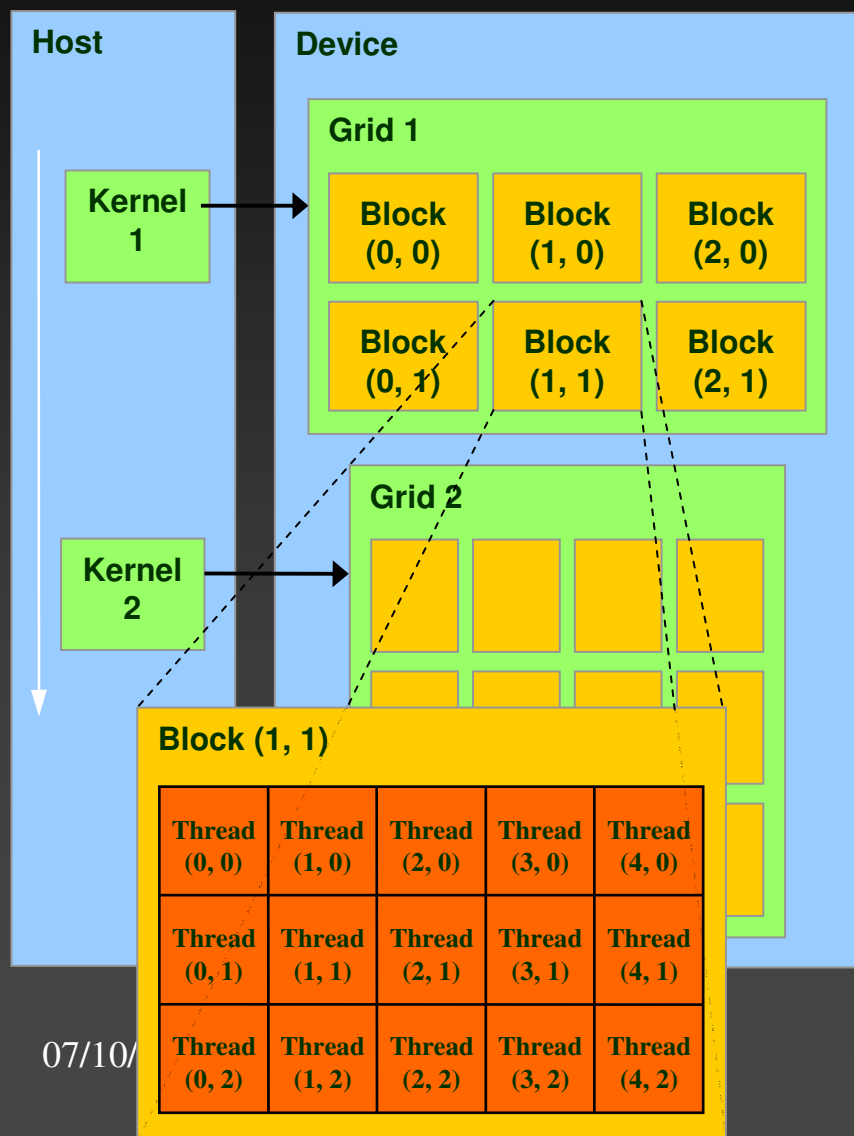 Host
Device
Grid 1
Kernel
1
Block
(0, 0)
Block
(1, 0)
Block
(2, 0)
Block
(0, 1)
Block
(1, 1)
Block
(2, 1)
Grid 2
Kernel
2
Block (1, 1)
Thread
(0, 0)
Thread
(1, 0)
Thread
(2, 0)
Thread
(3, 0)
Thread
(4, 0)
Thread
(0, 1)
Thread
(1, 1)
Thread
(2, 1)
Thread
(3, 1)
Thread
(4, 1)
Thread
(0, 2)
Thread
(1, 2)
Thread
(2, 2)
Thread
(3, 2)
Thread
(4, 2)
07/10/